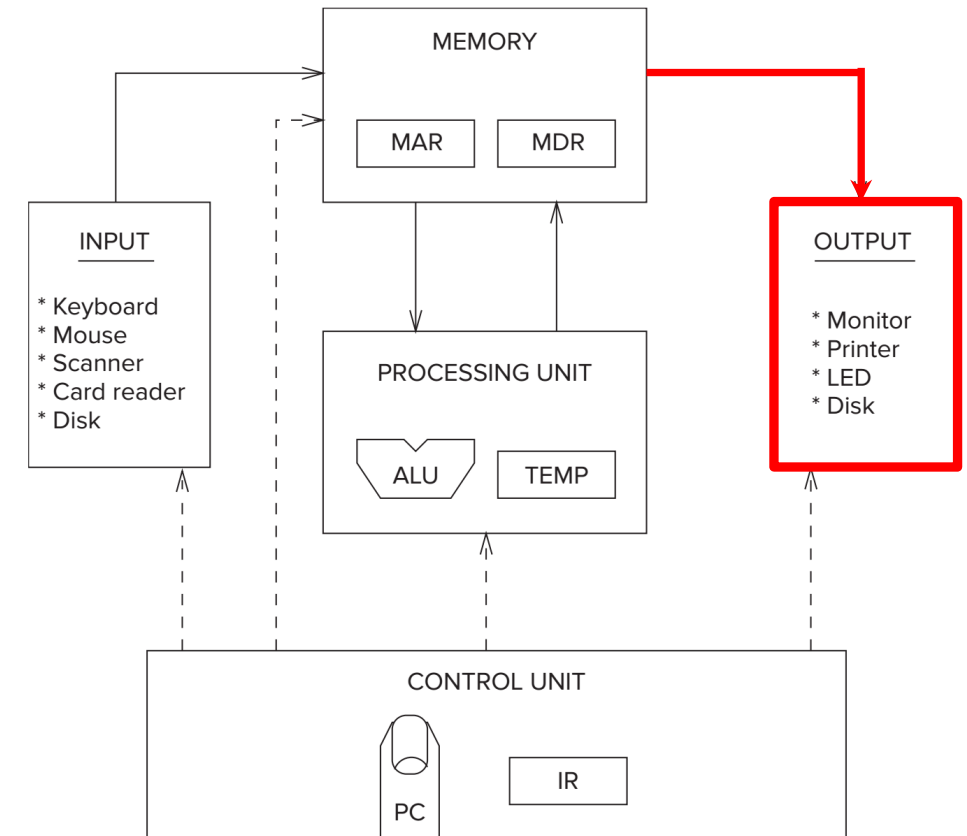 MEMORY
MAR
MDR
INPUT
* Keyboard
* Mouse
* Scanner
* Card reader
* Disk
OUTPUT
* Monitor
* Printer
* LED
* Disk
PROCESSING UNIT
ALU
TEMP
CONTROL UNIT
IR
PC